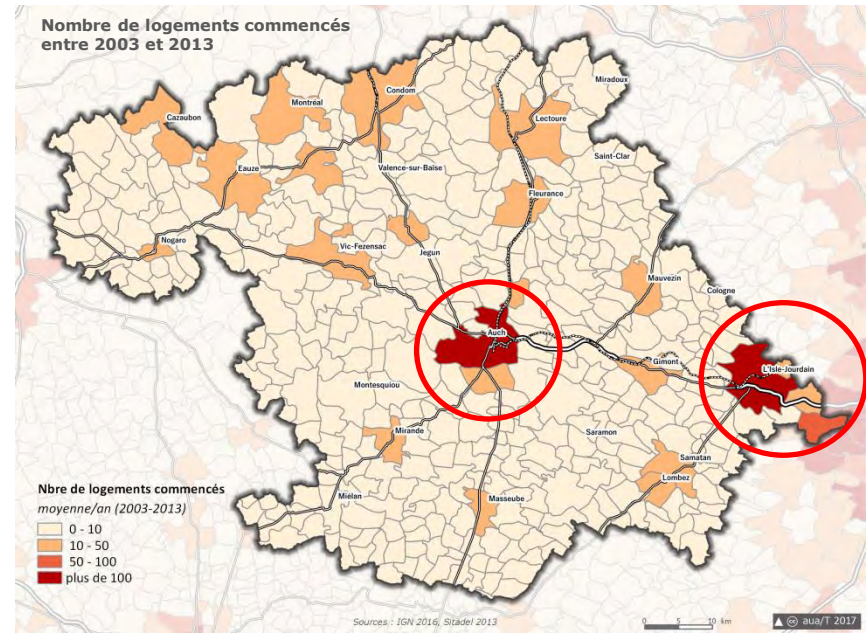 Nombre de logements commencés
entre 2003 et 2013
Miradoux
Condom
Montréal
Cazaubon
Lectoure
Saint-Clar
Eauze
Valence-sur-Baïse
Fleurance
Nogaro
Vic-Fezensac
Jegun
Mauvezin
Cologne
Auch
Gimont
L'Isle-Jourdain
Montesquiou
Mirande
Saramon
Samatan
Lombez
Miélan
Masseube
Nbre de logements commencés
moyenne/an (2003-2013)
0 - 10
10 - 50
50 - 100
plus de 100
Sources : IGN 2016, Sitadel 2013
0 5 10 km
cc aua/T 2017